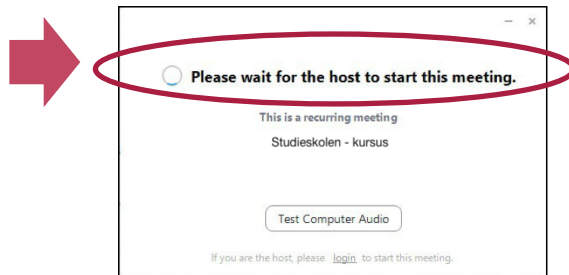 Please wait for the host to start this meeting.
This is a recurring meeting
Studieskolen - kursus
Test Computer Audio
If you are the host, please login to start this meeting.